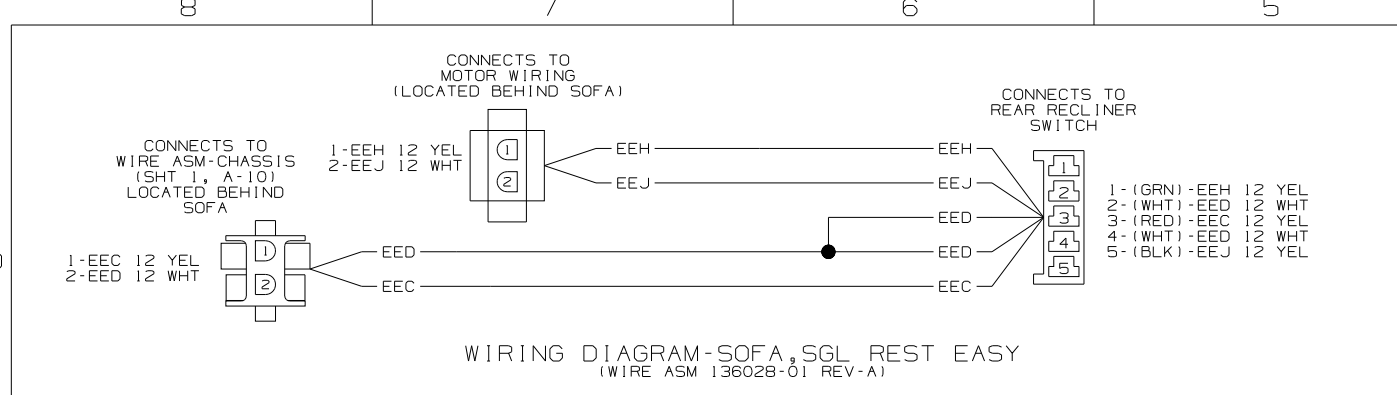 8 7 6 5
CONNECTS TO
MOTOR WIRING
(LOCATED BEHIND SOFA)
1-EEH 12 YEL
2-EEJ 12 WHT
1
2
CONNECTS TO
WIRE ASM-CHASSIS
(SHT 1, A-10)
LOCATED BEHIND
SOFA
1-EEC 12 YEL
2-EED 12 WHT
1
2
EEH EEH
EEJ EEJ
EED
EED EED
EEC EEC
CONNECTS TO
REAR RECLINER
SWITCH
1
2
3
4
5
1-(GRN)-EEH 12 YEL
2-(WHT)-EED 12 WHT
3-(RED)-EEC 12 YEL
4-(WHT)-EED 12 WHT
5-(BLK)-EEJ 12 YEL
WIRING DIAGRAM-SOFA,SGL REST EASY
(WIRE ASM 136028-01 REV-A)